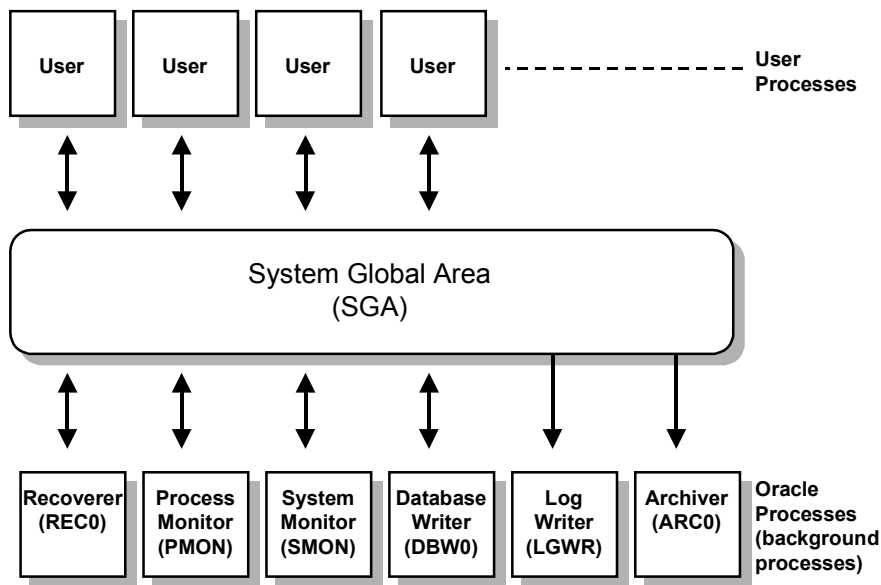 User
User
User
User
User
Processes
System Global Area
(SGA)
Recoverer
(REC0)
Process
Monitor
(PMON)
System
Monitor
(SMON)
Database
Writer
(DBW0)
Log
Writer
(LGWR)
Archiver
(ARC0)
Oracle
Processes
(background
processes)